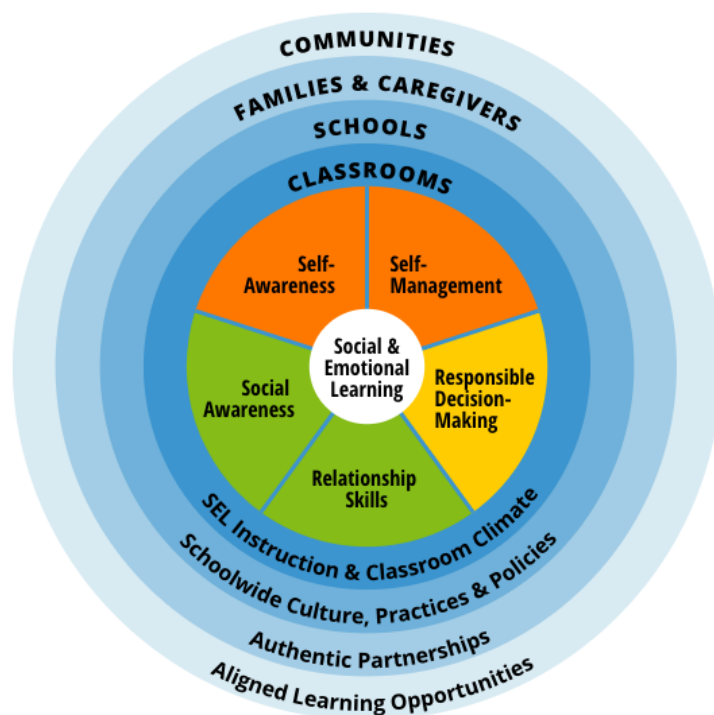 COMMUNITIES
FAMILIES & CAREGIVERS
SCHOOLS
CLASSROOMS
Self-
Awareness
Self-
Management
Social &
Emotional
Learning
Social
Awareness
Responsible
Decision-
Making
Relationship
Skills
SEL Instruction & Classroom Climate
Schoolwide Culture, Practices & Policies
Authentic Partnerships
Aligned Learning Opportunities